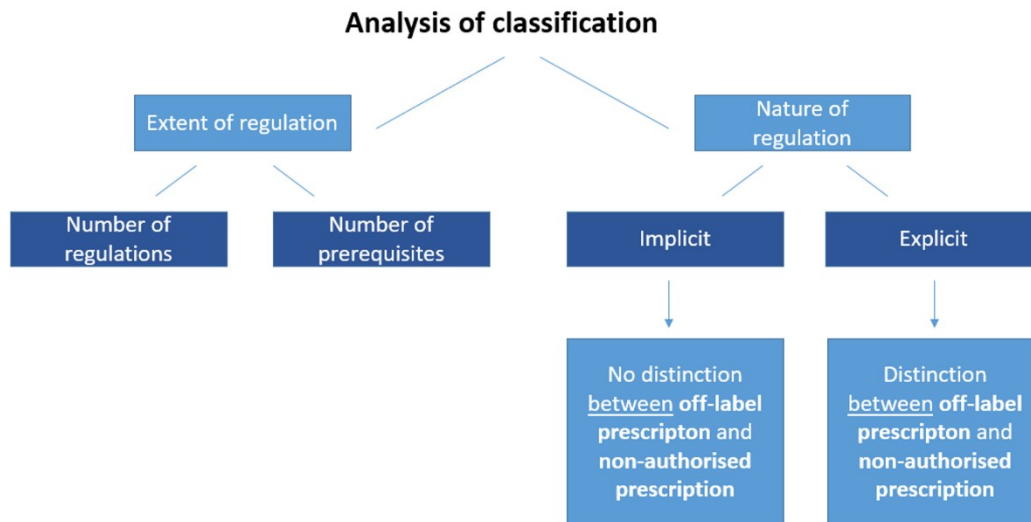 Analysis of classification
Extent of regulation
Nature of
regulation
Number of
regulations
Number of
prerequisites
Implicit
Explicit
No distinction
between off-label
prescripton and
non-authorised
prescription
Distinction
between off-label
prescripton and
non-authorised
prescription